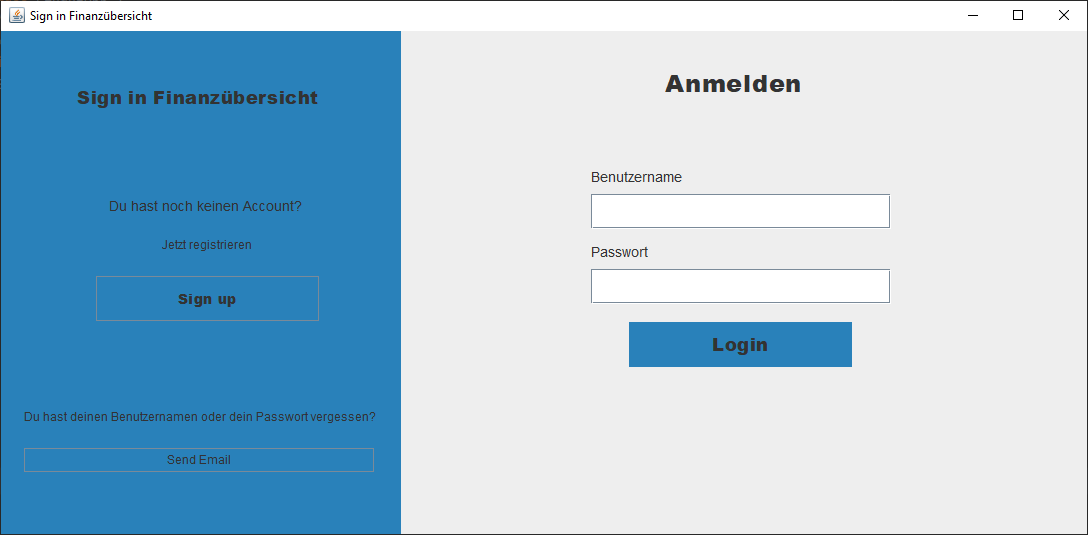 Sign in Finanzübersicht
Sign in Finanzübersicht
Du hast noch keinen Account?
Jetzt registrieren
Sign up
Du hast deinen Benutzernamen oder dein Passwort vergessen?
Send Email
Anmelden
Benutzername
Passwort
Login